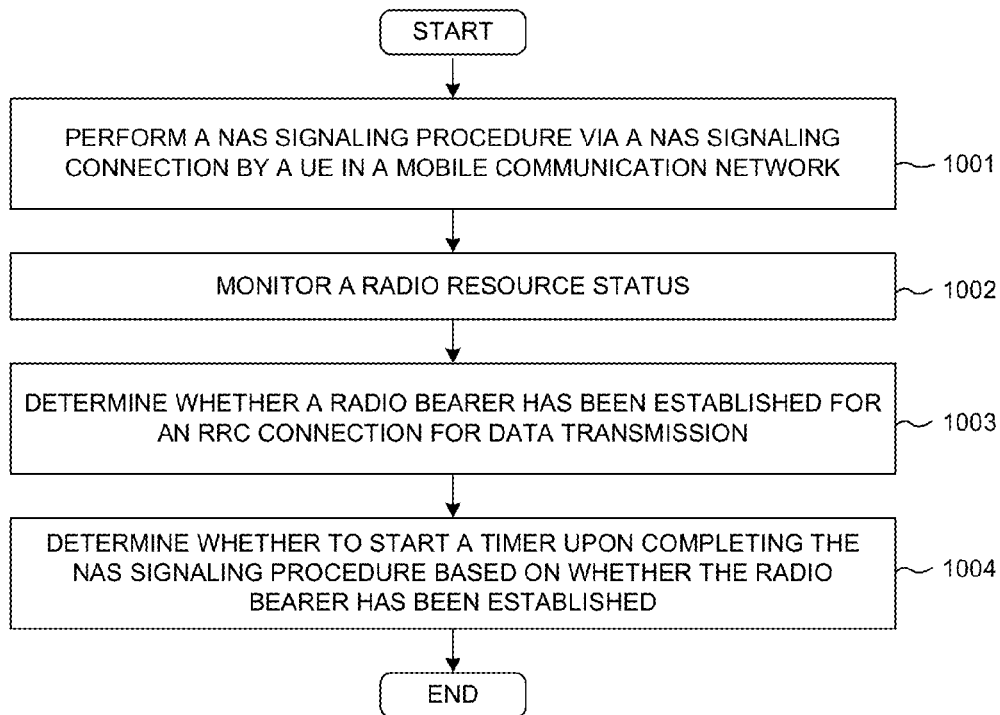 START
PERFORM A NAS SIGNALING PROCEDURE VIA A NAS SIGNALING
CONNECTION BY A UE IN A MOBILE COMMUNICATION NETWORK
1001
MONITOR A RADIO RESOURCE STATUS
1002
DETERMINE WHETHER A RADIO BEARER HAS BEEN ESTABLISHED FOR
AN RRC CONNECTION FOR DATA TRANSMISSION
1003
DETERMINE WHETHER TO START A TIMER UPON COMPLETING THE
NAS SIGNALING PROCEDURE BASED ON WHETHER THE RADIO
BEARER HAS BEEN ESTABLISHED
1004
END